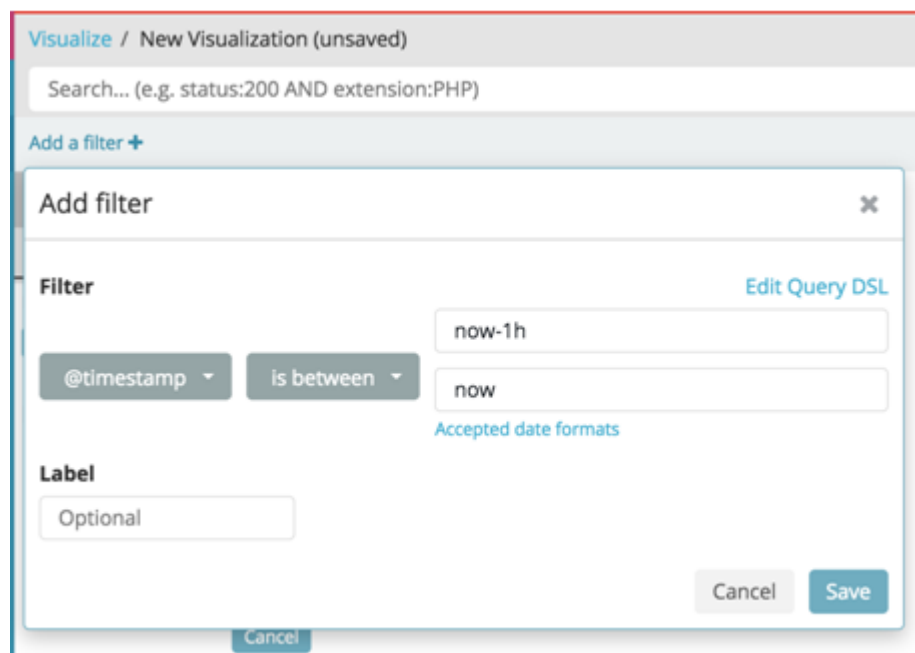 Visualize / New Visualization (unsaved)
Search... (e.g. status:200 AND extension:PHP)
Add a filter +
Add filter
Filter
Edit Query DSL
now-1h
@timestamp
is between
now
Accepted date formats
Label
Optional
Cancel
Save
Cancel